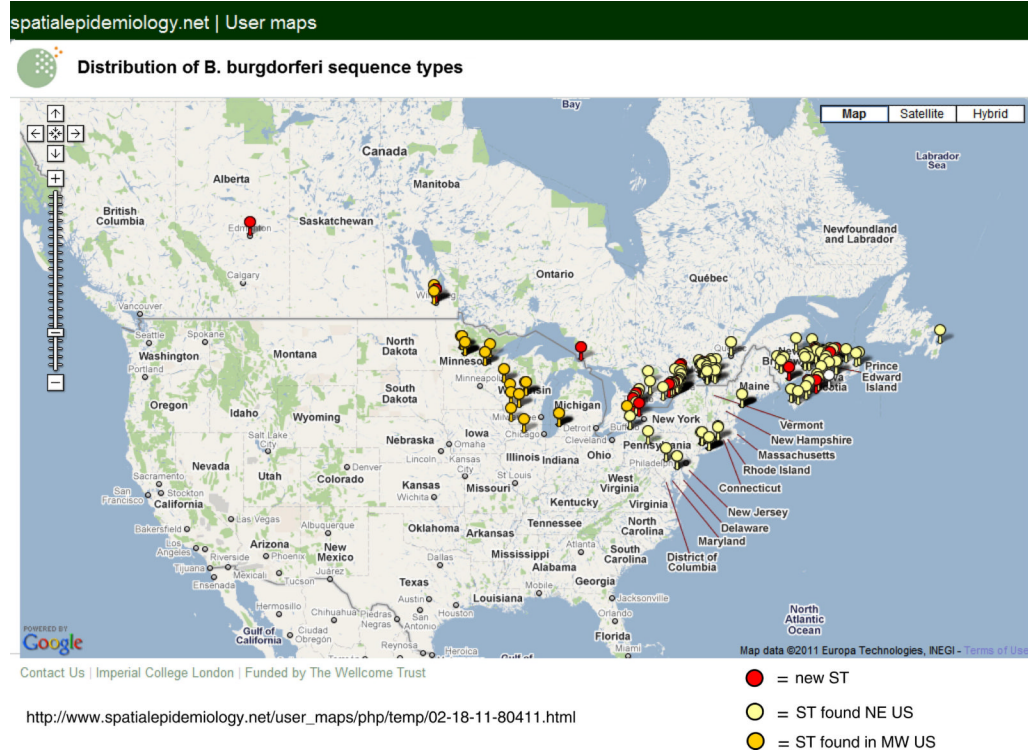 spatialepidemiology.net | User maps
Distribution of B. burgdorferi sequence types
Map Satellite Hybrid
Bay
Labrador
Sea
Canada
Alberta
Manitoba
British
Columbia
Saskatchewan
Newfoundland
and Labrador
Ontario
Québec
Calgary
Vancouver
Seattle
Spokane
Washington
Montana
North
Dakota
Portland
Minneapolis
Michigan
Maine
Prince
Edward
Island
Oregon
Idaho
South
Dakota
Wyoming
New York
Vermont
New Hampshire
Massachusetts
Rhode Island
Connecticut
Salt Lake
City
Nebraska
Iowa
Omaha
Chicago
Detroit
Cleveland
Pennsylvania
Nevada
Utah
Denver
Colorado
Lincoln
Kansas
City
Illinois
Indiana
Ohio
Sacramento
Stockton
San
Francisco
California
Kansas
Wichita
St Louis
Missouri
West
Virginia
Virginia
Kentucky
New Jersey
Delaware
Maryland
District of
Columbia
Las Vegas
Bakersfield
Albuquerque
Oklahoma
Arkansas
Tennessee
North
Carolina
Los
Angeles
Riverside
Arizona
Phoenix
New
Mexico
Dallas
Mississippi
Atlanta
South
Carolina
Alabama
Tijuana
Mexicali
Ensenada
Tucson
Juárez
Texas
Georgia
Louisiana
Mobile
Jacksonville
Austin
Houston
San
Antonio
Hermosillo
Chihuahua
Piedras
Negras
Orlando
Florida
Miami
Gulf of
California
Ciudad
Obregon
Reynosa
Heroica
Gulf of
North
Atlantic
Ocean
POWERED BY
Google
Map data ©2011 Europa Technologies, INEGI - Terms of Use
Contact Us | Imperial College London | Funded by The Wellcome Trust
= new ST
http://www.spatialepidemiology.net/user_maps/php/temp/02-18-11-80411.html
= ST found NE US
= ST found in MW US